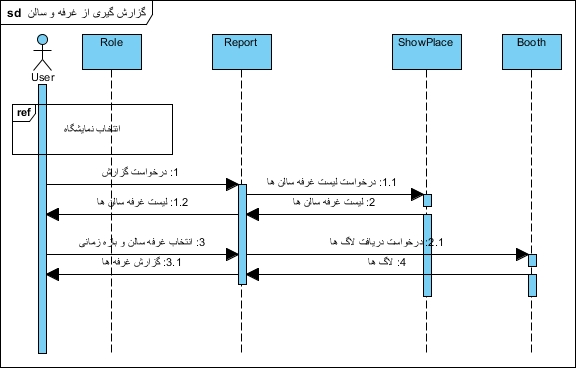 sd گزارش گیری از غرفه و سالن
Role
Report
ShowPlace
Booth
User
ref
انتخاب نمایشگاه
1: درخواست گزارش
1.1: درخواست لیست غرفه سالن ها
1.2: لیست غرفه سالن ها
2: لیست غرفه سالن ها
3: انتخاب غرفه سالن و بازه زمانی
2.1: درخواست دریافت لاگ ها
3.1: گزارش غرفه ها
4: لاگ ها